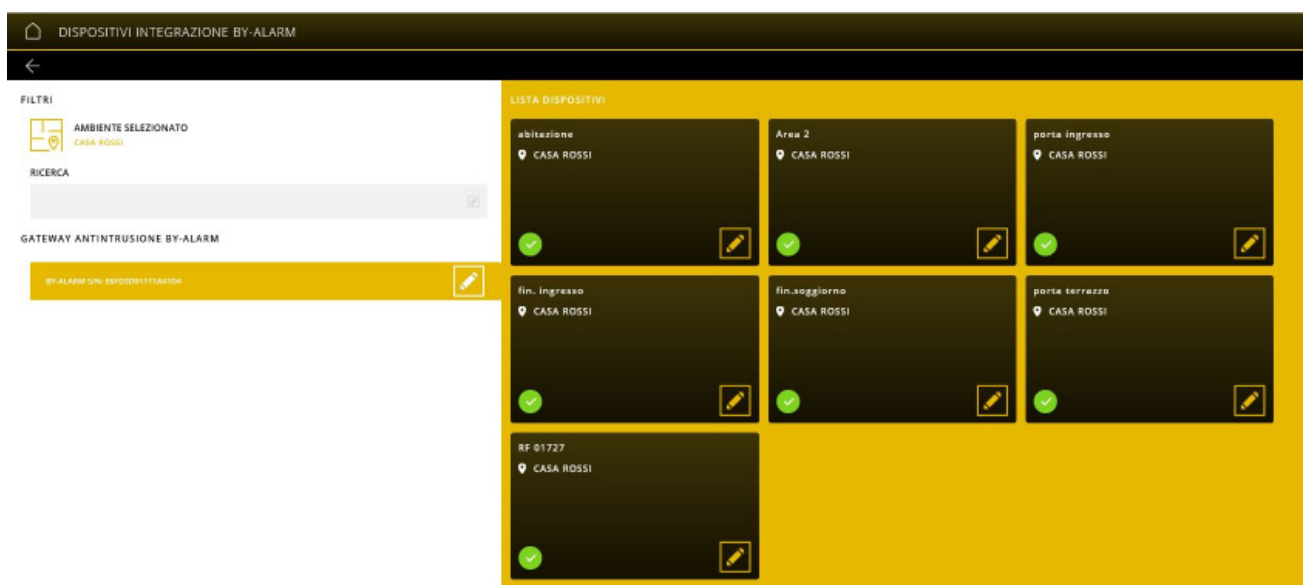 DISPOSITIVI INTEGRAZIONE BY-ALARM
FILTRI
AMBIENTE SELEZIONATO
CASA ROSSI
RICERCA
GATEWAY ANTINTRUSIONE BY-ALARM
BY-ALARM S/N:
LISTA DISPOSITIVI
abitazione
CASA ROSSI
Area 2
CASA ROSSI
porta ingresso
CASA ROSSI
fin. ingresso
CASA ROSSI
fin.soggiorno
CASA ROSSI
porta terrazzo
CASA ROSSI
RF 01727
CASA ROSSI